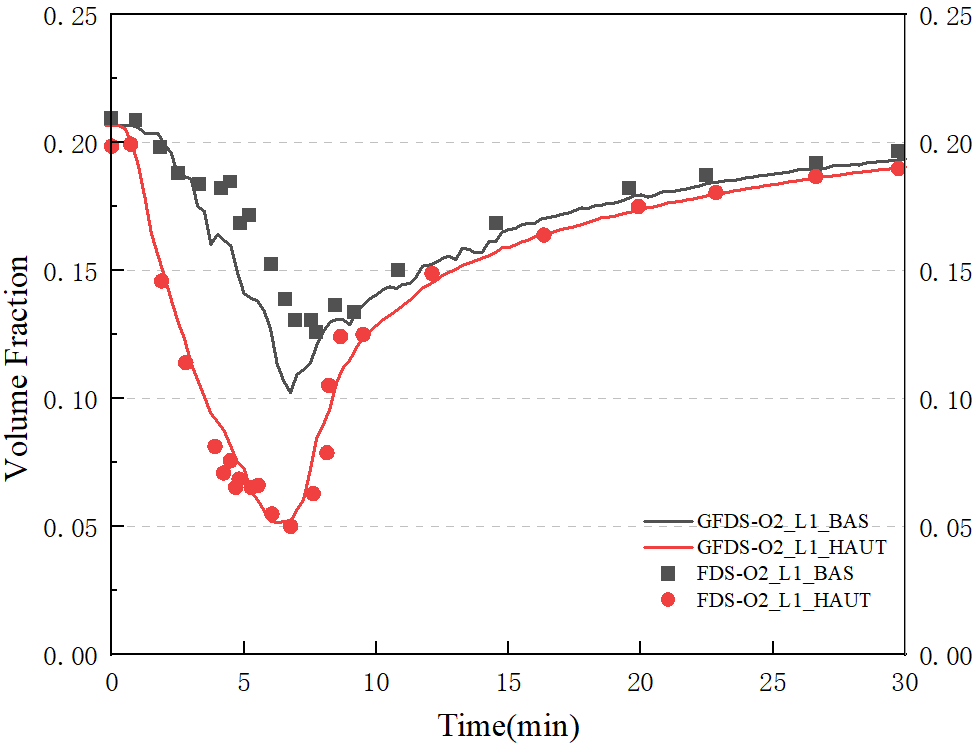 0.25
0.20
0.15
0.10
0.05
0.00
0.25
0.20
0.15
0.10
0.05
0.00
Volume Fraction
GFDS-O2_L1_BAS
GFDS-O2_L1_HAUT
FDS-O2_L1_BAS
FDS-O2_L1_HAUT
0 5 10 15 20 25 30
Time(min)